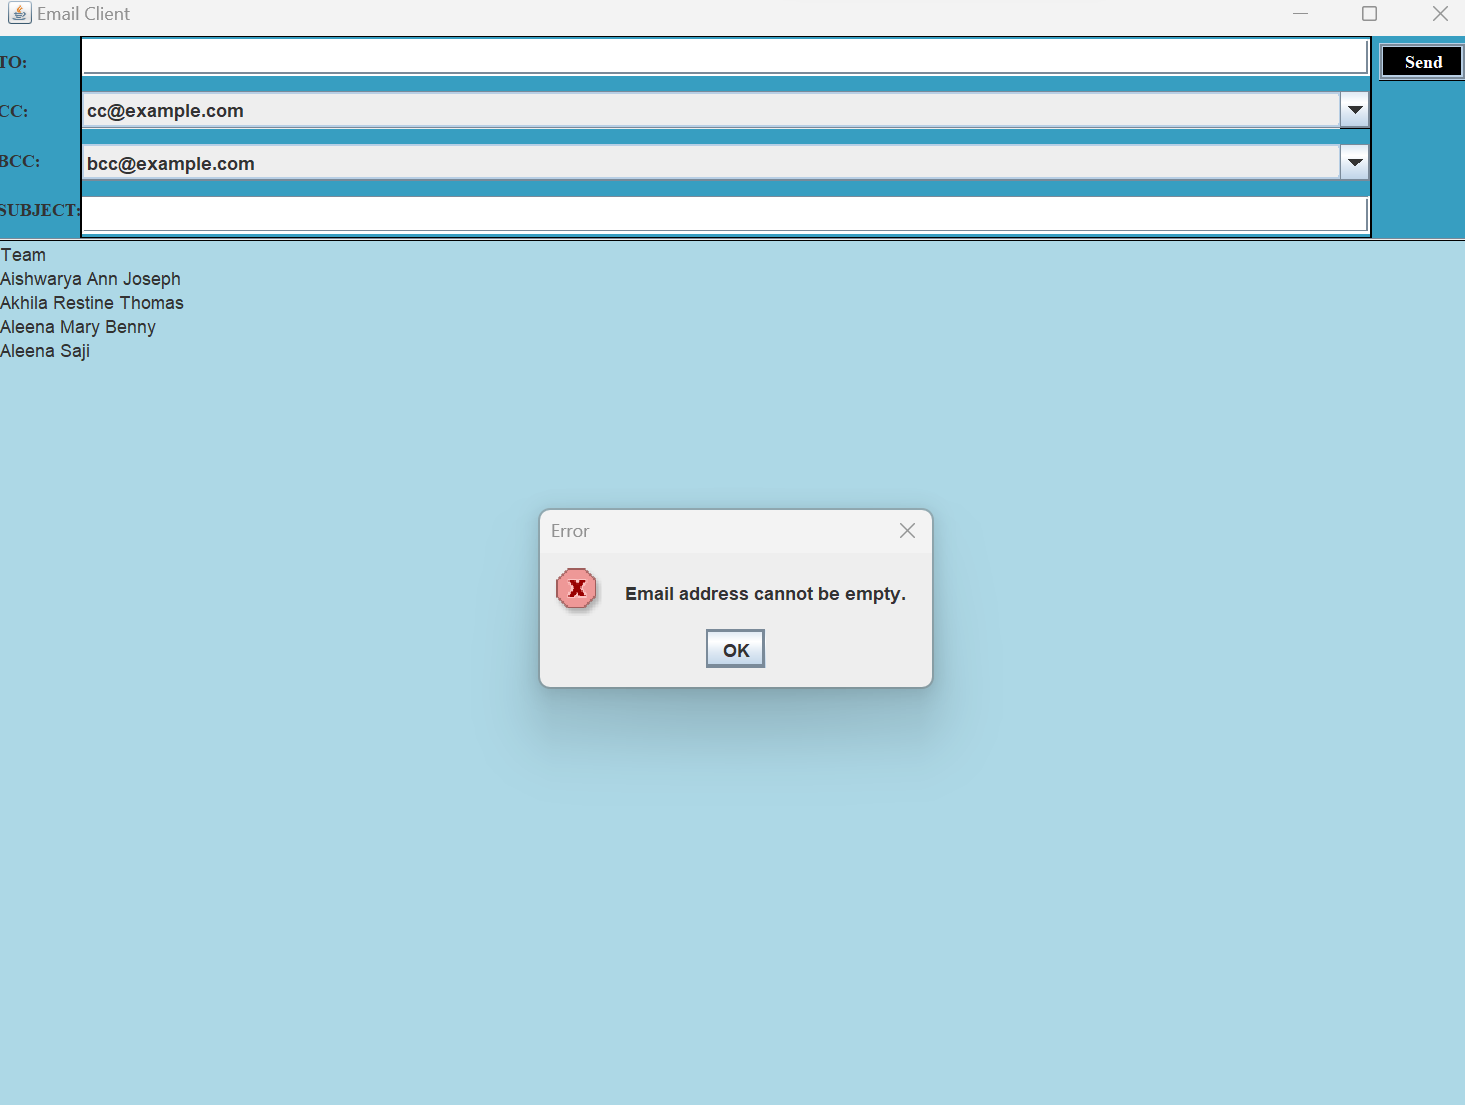 Email Client
TO:
Send
CC:
cc@example.com
BCC:
bcc@example.com
SUBJECT:
Team
Aishwarya Ann Joseph
Akhila Restine Thomas
Aleena Mary Benny
Aleena Saji
Error
X
Email address cannot be empty.
OK